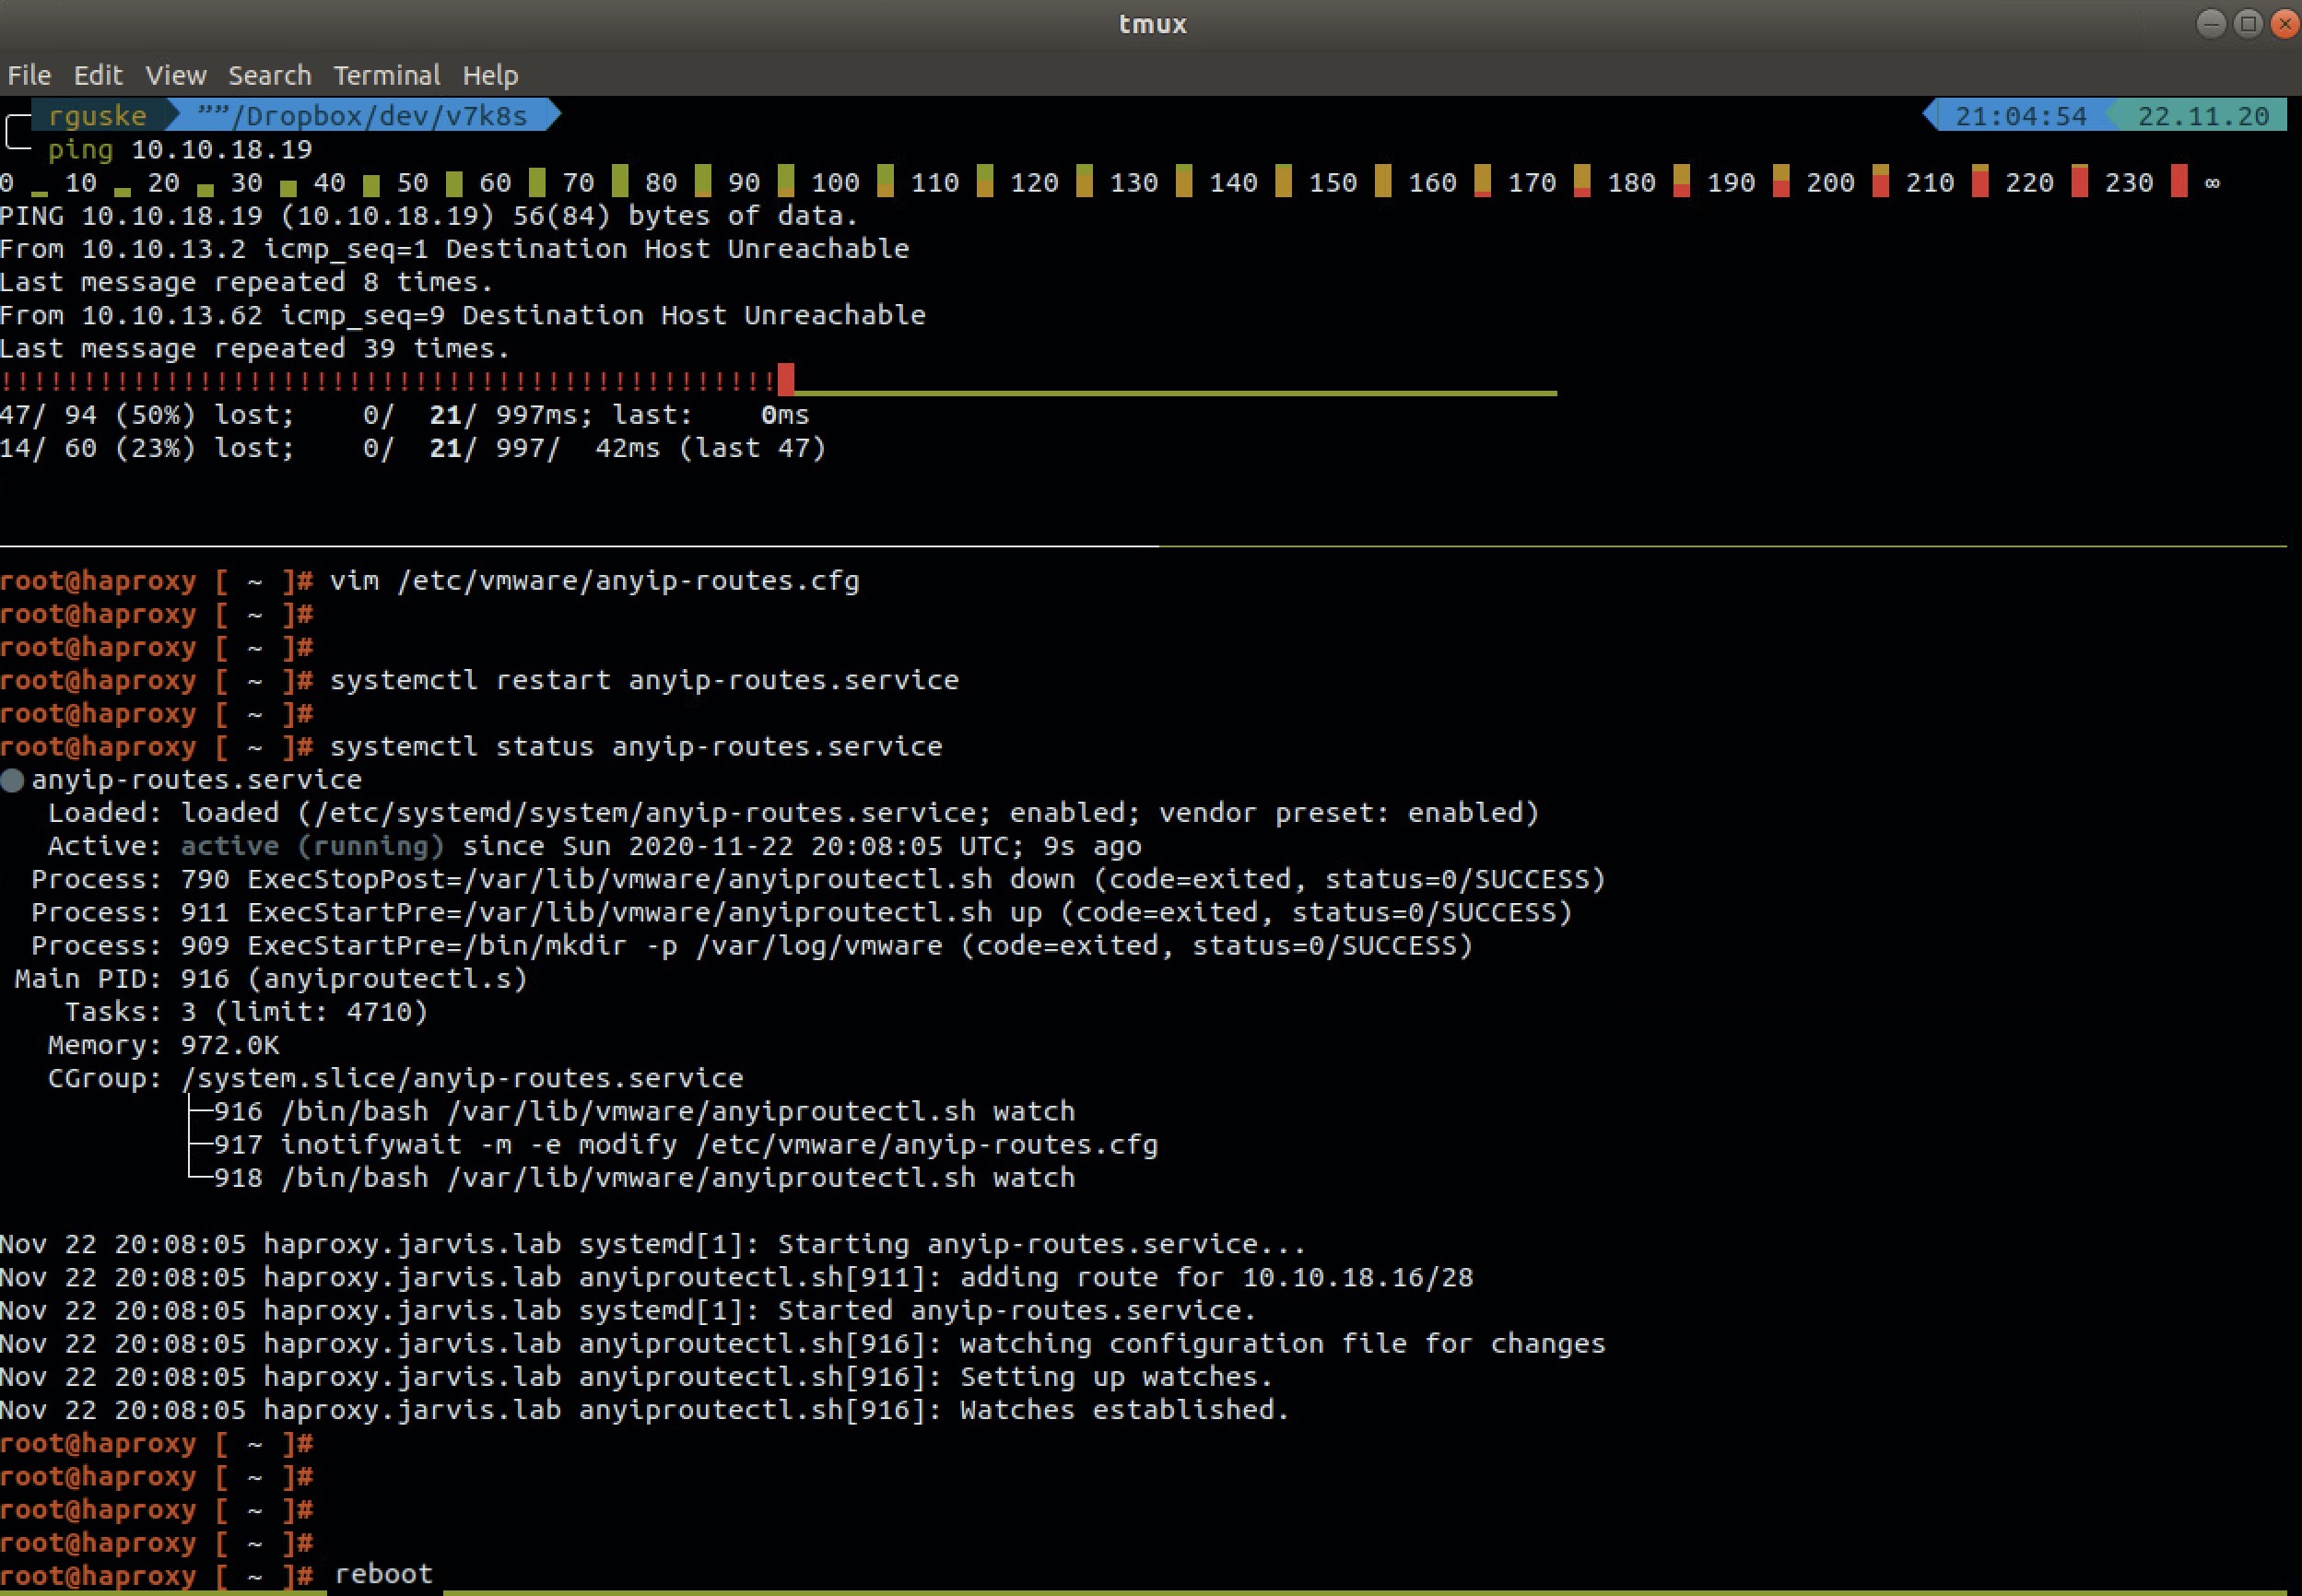 tmux
File Edit View Search Terminal Help
rguske ””/Dropbox/dev/v7k8s 21:04:54 22.11.20
ping 10.10.18.19
0 10 20 30 40 50 60 70 80 90 100 110 120 130 140 150 160 170 180 190 200 210 220 230 ∞
PING 10.10.18.19 (10.10.18.19) 56(84) bytes of data.
From 10.10.13.2 icmp_seq=1 Destination Host Unreachable
Last message repeated 8 times.
From 10.10.13.62 icmp_seq=9 Destination Host Unreachable
Last message repeated 39 times.
!!!!!!!!!!!!!!!!!!!!!!!!!!!!!!!!!!!!!!!!!!!!!!!
47/ 94 (50%) lost; 0/ 21/ 997ms; last: 0ms
14/ 60 (23%) lost; 0/ 21/ 997/ 42ms (last 47)
root@haproxy [ ~ ]# vim /etc/vmware/anyip-routes.cfg
root@haproxy [ ~ ]#
root@haproxy [ ~ ]#
root@haproxy [ ~ ]# systemctl restart anyip-routes.service
root@haproxy [ ~ ]#
root@haproxy [ ~ ]# systemctl status anyip-routes.service
● anyip-routes.service
Loaded: loaded (/etc/systemd/system/anyip-routes.service; enabled; vendor preset: enabled)
Active: active (running) since Sun 2020-11-22 20:08:05 UTC; 9s ago
Process: 790 ExecStopPost=/var/lib/vmware/anyiproutectl.sh down (code=exited, status=0/SUCCESS)
Process: 911 ExecStartPre=/var/lib/vmware/anyiproutectl.sh up (code=exited, status=0/SUCCESS)
Process: 909 ExecStartPre=/bin/mkdir -p /var/log/vmware (code=exited, status=0/SUCCESS)
Main PID: 916 (anyiproutectl.s)
Tasks: 3 (limit: 4710)
Memory: 972.0K
CGroup: /system.slice/anyip-routes.service
├─916 /bin/bash /var/lib/vmware/anyiproutectl.sh watch
├─917 inotifywait -m -e modify /etc/vmware/anyip-routes.cfg
└─918 /bin/bash /var/lib/vmware/anyiproutectl.sh watch
Nov 22 20:08:05 haproxy.jarvis.lab systemd[1]: Starting anyip-routes.service...
Nov 22 20:08:05 haproxy.jarvis.lab anyiproutectl.sh[911]: adding route for 10.10.18.16/28
Nov 22 20:08:05 haproxy.jarvis.lab systemd[1]: Started anyip-routes.service.
Nov 22 20:08:05 haproxy.jarvis.lab anyiproutectl.sh[916]: watching configuration file for changes
Nov 22 20:08:05 haproxy.jarvis.lab anyiproutectl.sh[916]: Setting up watches.
Nov 22 20:08:05 haproxy.jarvis.lab anyiproutectl.sh[916]: Watches established.
root@haproxy [ ~ ]#
root@haproxy [ ~ ]#
root@haproxy [ ~ ]#
root@haproxy [ ~ ]#
root@haproxy [ ~ ]# reboot